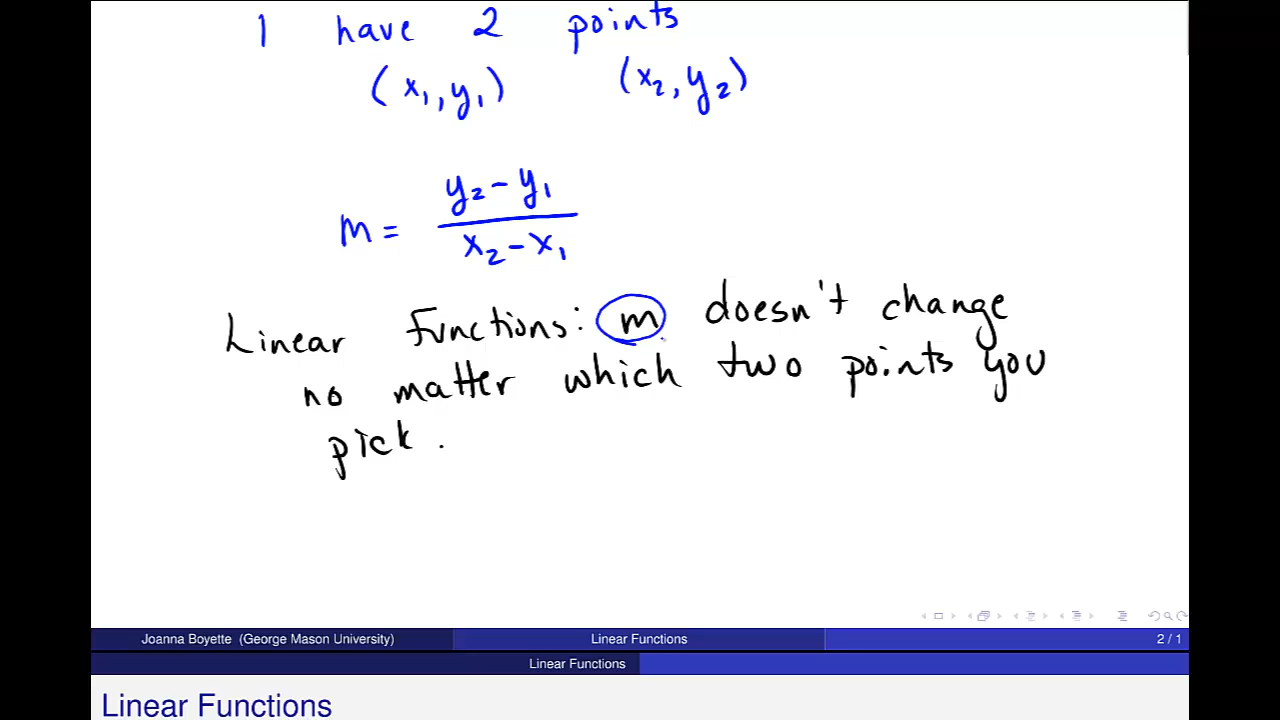 I have 2 points
(x₁, y₁) (x₂, y₂)
m = (y₂ - y₁) / (x₂ - x₁)
Linear Functions: m doesn't change
no matter which two points you
pick.
Joanna Boyette (George Mason University) Linear Functions 2 / 1
Linear Functions
Linear Functions